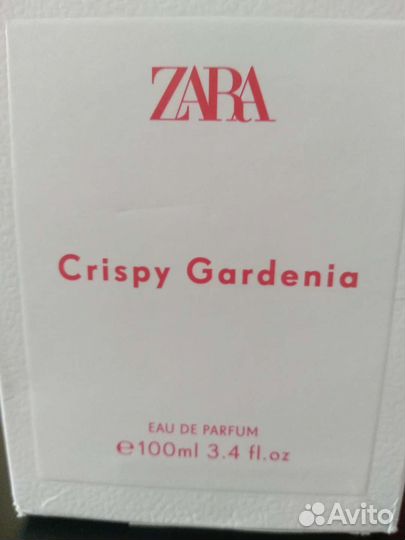 ZARA
Crispy Gardenia
EAU DE PARFUM
℮100ml 3.4 fl.oz
Avito